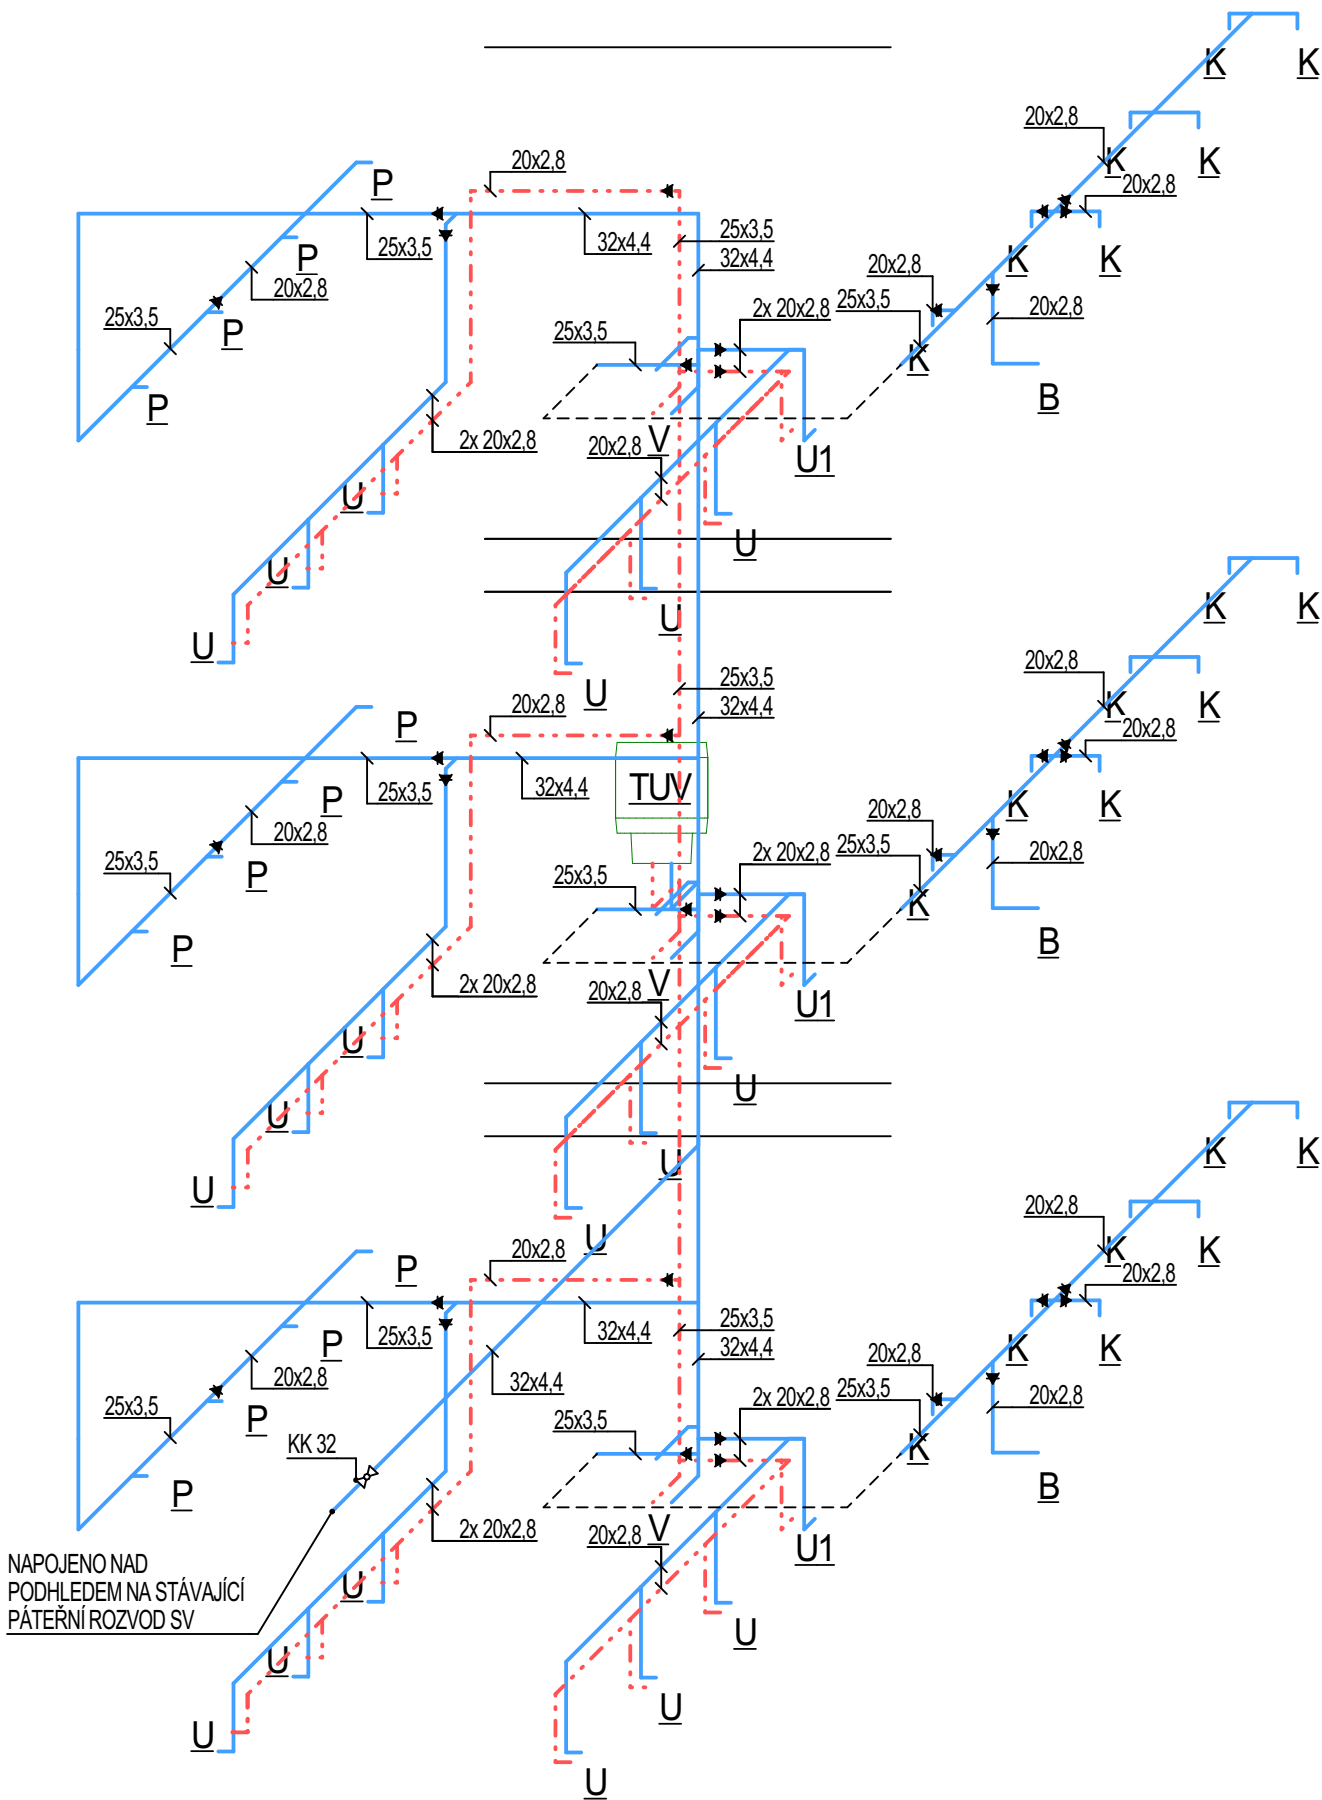 K
K
20x2,8
K
K
20x2,8
P
20x2,8
25x3,5
32x4,4
25x3,5
32x4,4
K
K
P
20x2,8
20x2,8
25x3,5
2x 20x2,8
20x2,8
25x3,5
P
25x3,5
K
P
B
2x 20x2,8
20x2,8
V
U1
U
U
U
U
U
U
K
K
25x3,5
32x4,4
20x2,8
K
K
20x2,8
P
20x2,8
25x3,5
32x4,4
TUV
K
K
P
20x2,8
20x2,8
25x3,5
2x 20x2,8
20x2,8
25x3,5
P
25x3,5
K
P
B
2x 20x2,8
20x2,8
V
U1
U
U
U
U
U
U
K
K
20x2,8
K
K
20x2,8
P
20x2,8
25x3,5
32x4,4
25x3,5
32x4,4
K
K
P
20x2,8
32x4,4
20x2,8
25x3,5
2x 20x2,8
20x2,8
25x3,5
P
25x3,5
K
KK 32
P
B
2x 20x2,8
20x2,8
V
U1
NAPOJENO NAD
PODHLEDEM NA STÁVAJÍCÍ
PÁTEŘNÍ ROZVOD SV
U
U
U
U
U
U